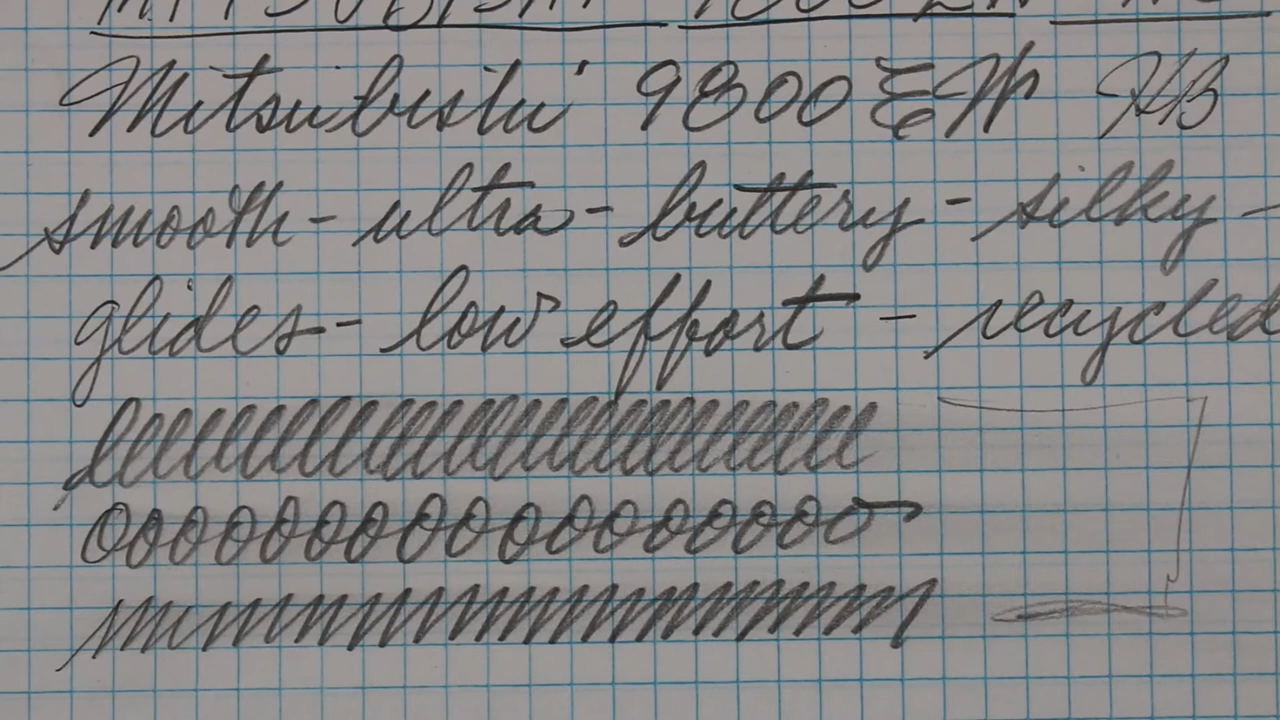 Mitsubishi 9800 EW HB
smooth - ultra - buttery - silky -
glides - low effort - recycled